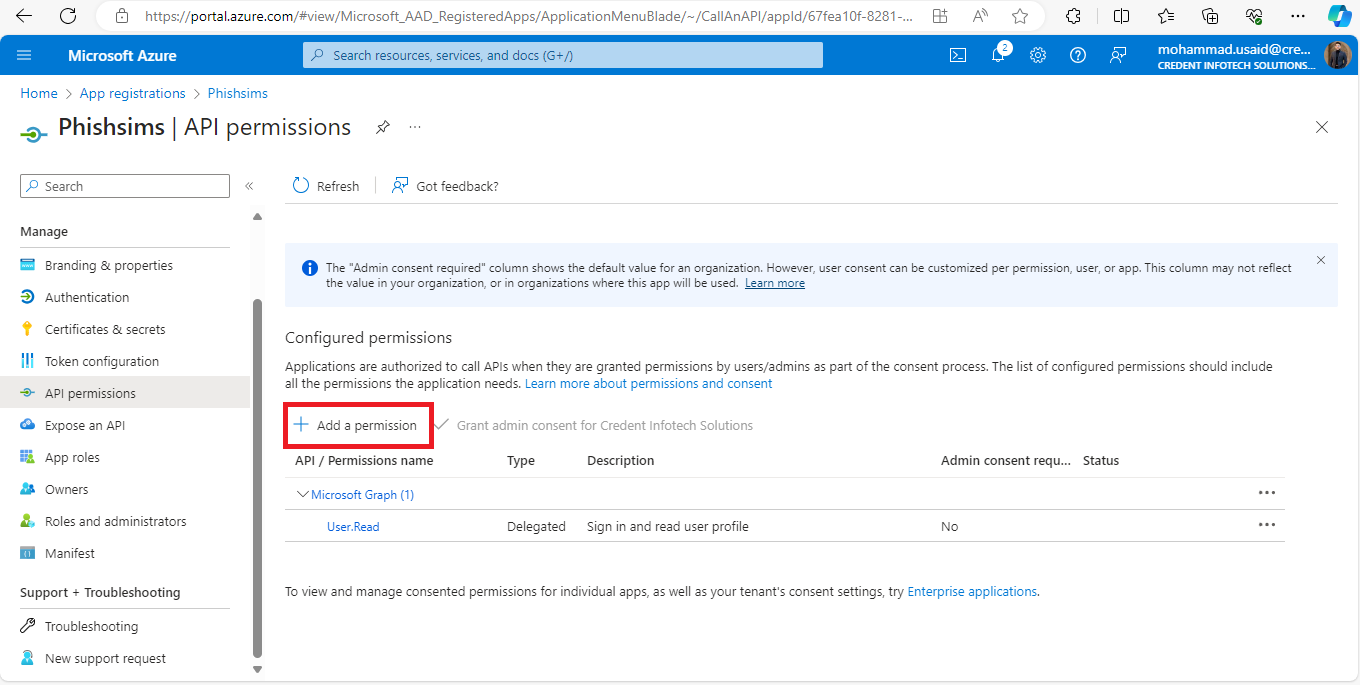 https://portal.azure.com/#view/Microsoft_AAD_RegisteredApps/ApplicationMenuBlade/~/CallAnAPI/appId/67fea10f-8281-...
Microsoft Azure
Search resources, services, and docs (G+/)
2
mohammad.usaid@cre...
CREDENT INFOTECH SOLUTIONS...
Home > App registrations > Phishsims
Phishsims | API permissions
Search
Refresh
Got feedback?
Manage
Branding & properties
Authentication
Certificates & secrets
Token configuration
API permissions
Expose an API
App roles
Owners
Roles and administrators
Manifest
Support + Troubleshooting
Troubleshooting
New support request
The "Admin consent required" column shows the default value for an organization. However, user consent can be customized per permission, user, or app. This column may not reflect
the value in your organization, or in organizations where this app will be used. Learn more
Configured permissions
Applications are authorized to call APIs when they are granted permissions by users/admins as part of the consent process. The list of configured permissions should include
all the permissions the application needs. Learn more about permissions and consent
Add a permission
Grant admin consent for Credent Infotech Solutions
API / Permissions name Type Description Admin consent requ... Status
Microsoft Graph (1)
User.Read Delegated Sign in and read user profile No
To view and manage consented permissions for individual apps, as well as your tenant's consent settings, try Enterprise applications.